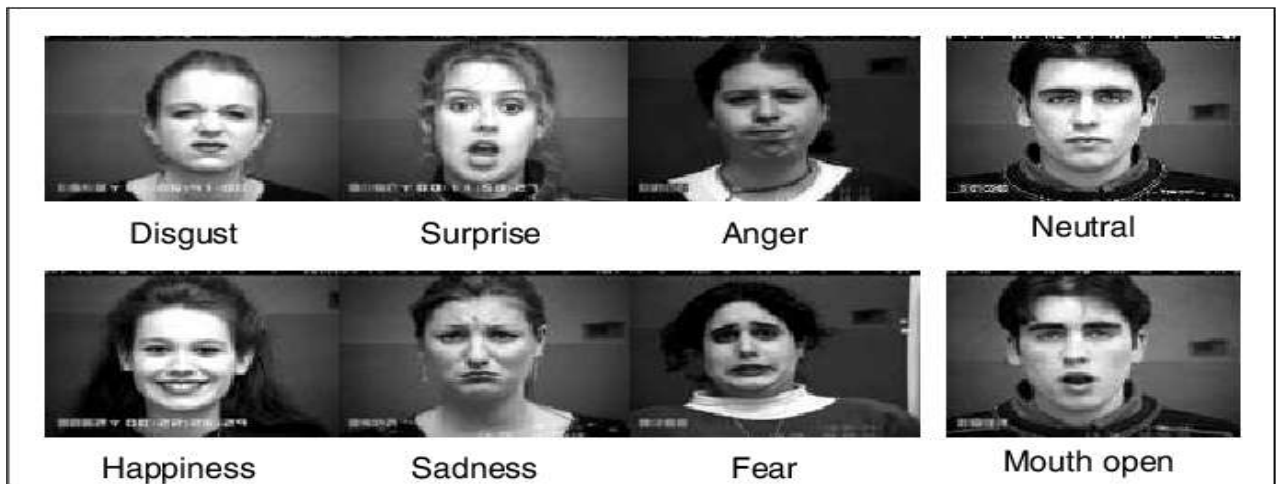 Disgust
Surprise
Anger
Neutral
Happiness
Sadness
Fear
Mouth open